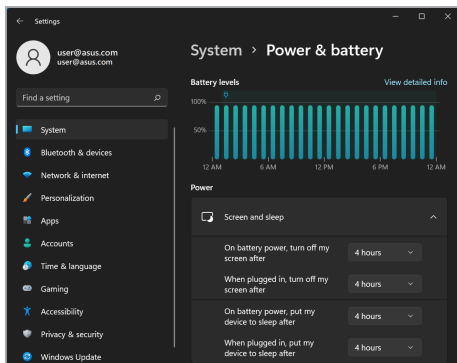 Settings
user@asus.com
user@asus.com
Find a setting
System
Bluetooth & devices
Network & internet
Personalization
Apps
Accounts
Time & language
Gaming
Accessibility
Privacy & security
Windows Update
System > Power & battery
Battery levels
View detailed info
100%
50%
12 AM
6 AM
12 PM
6 PM
12 AM
Power
Screen and sleep
On battery power, turn off my
screen after
4 hours
When plugged in, turn off my
screen after
4 hours
On battery power, put my
device to sleep after
4 hours
When plugged in, put my
device to sleep after
4 hours